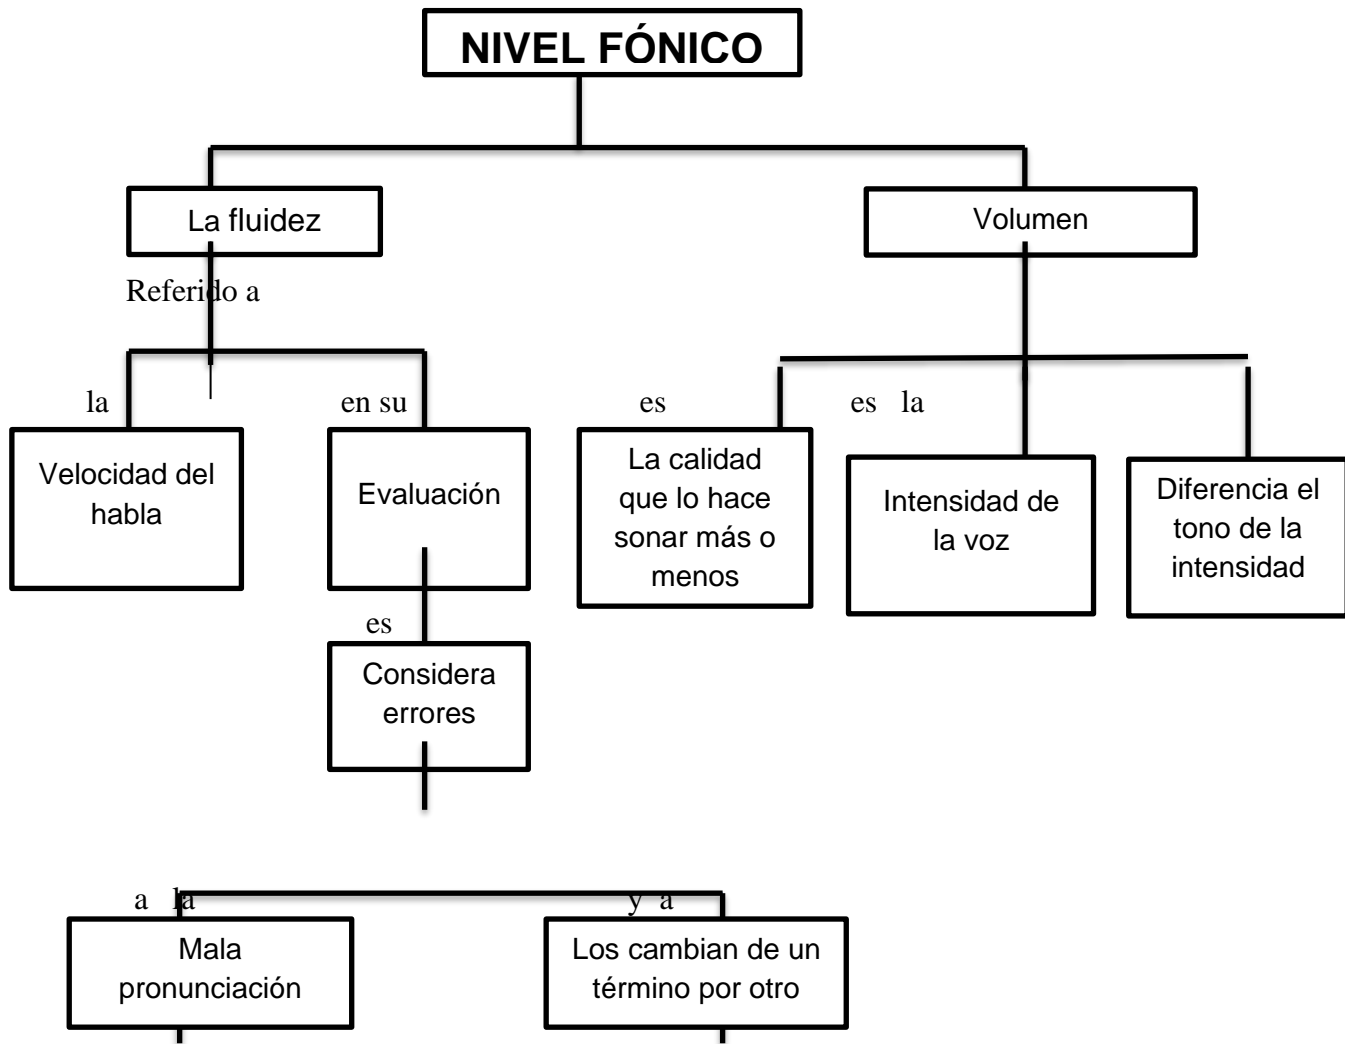 NIVEL FÓNICO
La fluidez
Volumen
Referido a
la
en su
es
es la
Velocidad del
habla
Evaluación
La calidad
que lo hace
sonar más o
menos
Intensidad de
la voz
Diferencia el
tono de la
intensidad
es
Considera
errores
a la
y a
Mala
pronunciación
Los cambian de un
término por otro